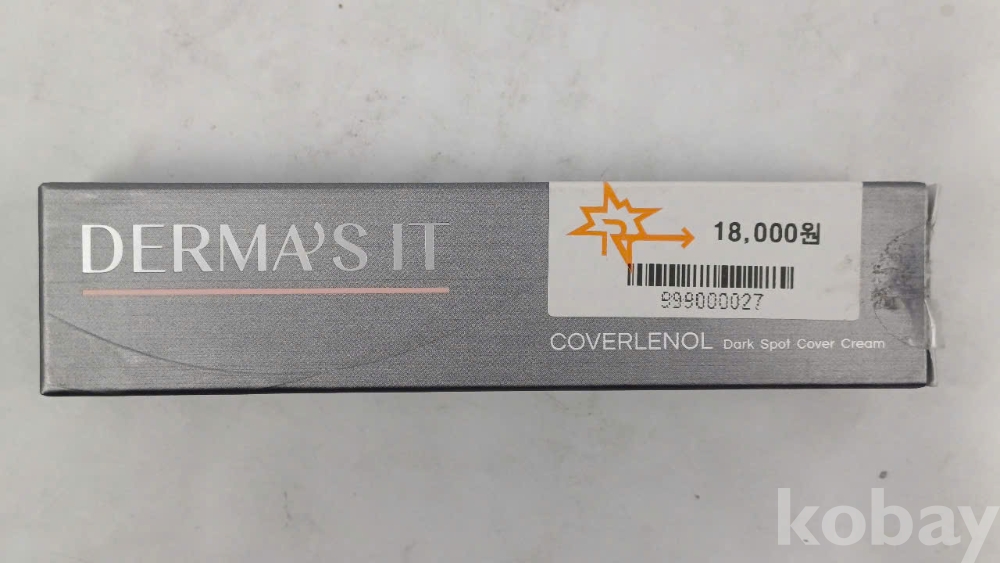 DERMA'S IT
18,000원
999000027
COVERLENOL Dark Spot Cover Cream
kobay